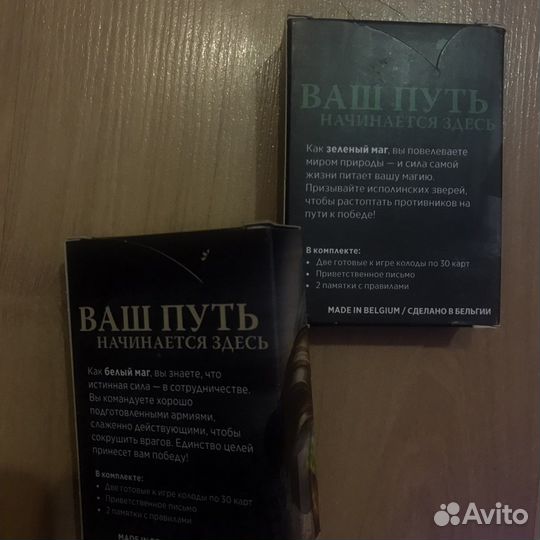 ВАШ ПУТЬ
НАЧИНАЕТСЯ ЗДЕСЬ
Как зеленый маг, вы повелеваете
миром природы — и сила самой
жизни питает вашу магию.
Призывайте исполинских зверей,
чтобы растоптать противников на
пути к победе!
В комплекте:
• Две готовые к игре колоды по 30 карт
• Приветственное письмо
• 2 памятки с правилами
MADE IN BELGIUM / СДЕЛАНО В БЕЛЬГИИ
ВАШ ПУТЬ
НАЧИНАЕТСЯ ЗДЕСЬ
Как белый маг, вы знаете, что
истинная сила — в сотрудничестве.
Вы командуете хорошо
подготовленными армиями,
слаженно действующими, чтобы
сокрушить врагов. Единство целей
принесет вам победу!
В комплекте:
• Две готовые к игре колоды по 30 карт
• Приветственное письмо
• 2 памятки с правилами
MADE IN
Avito